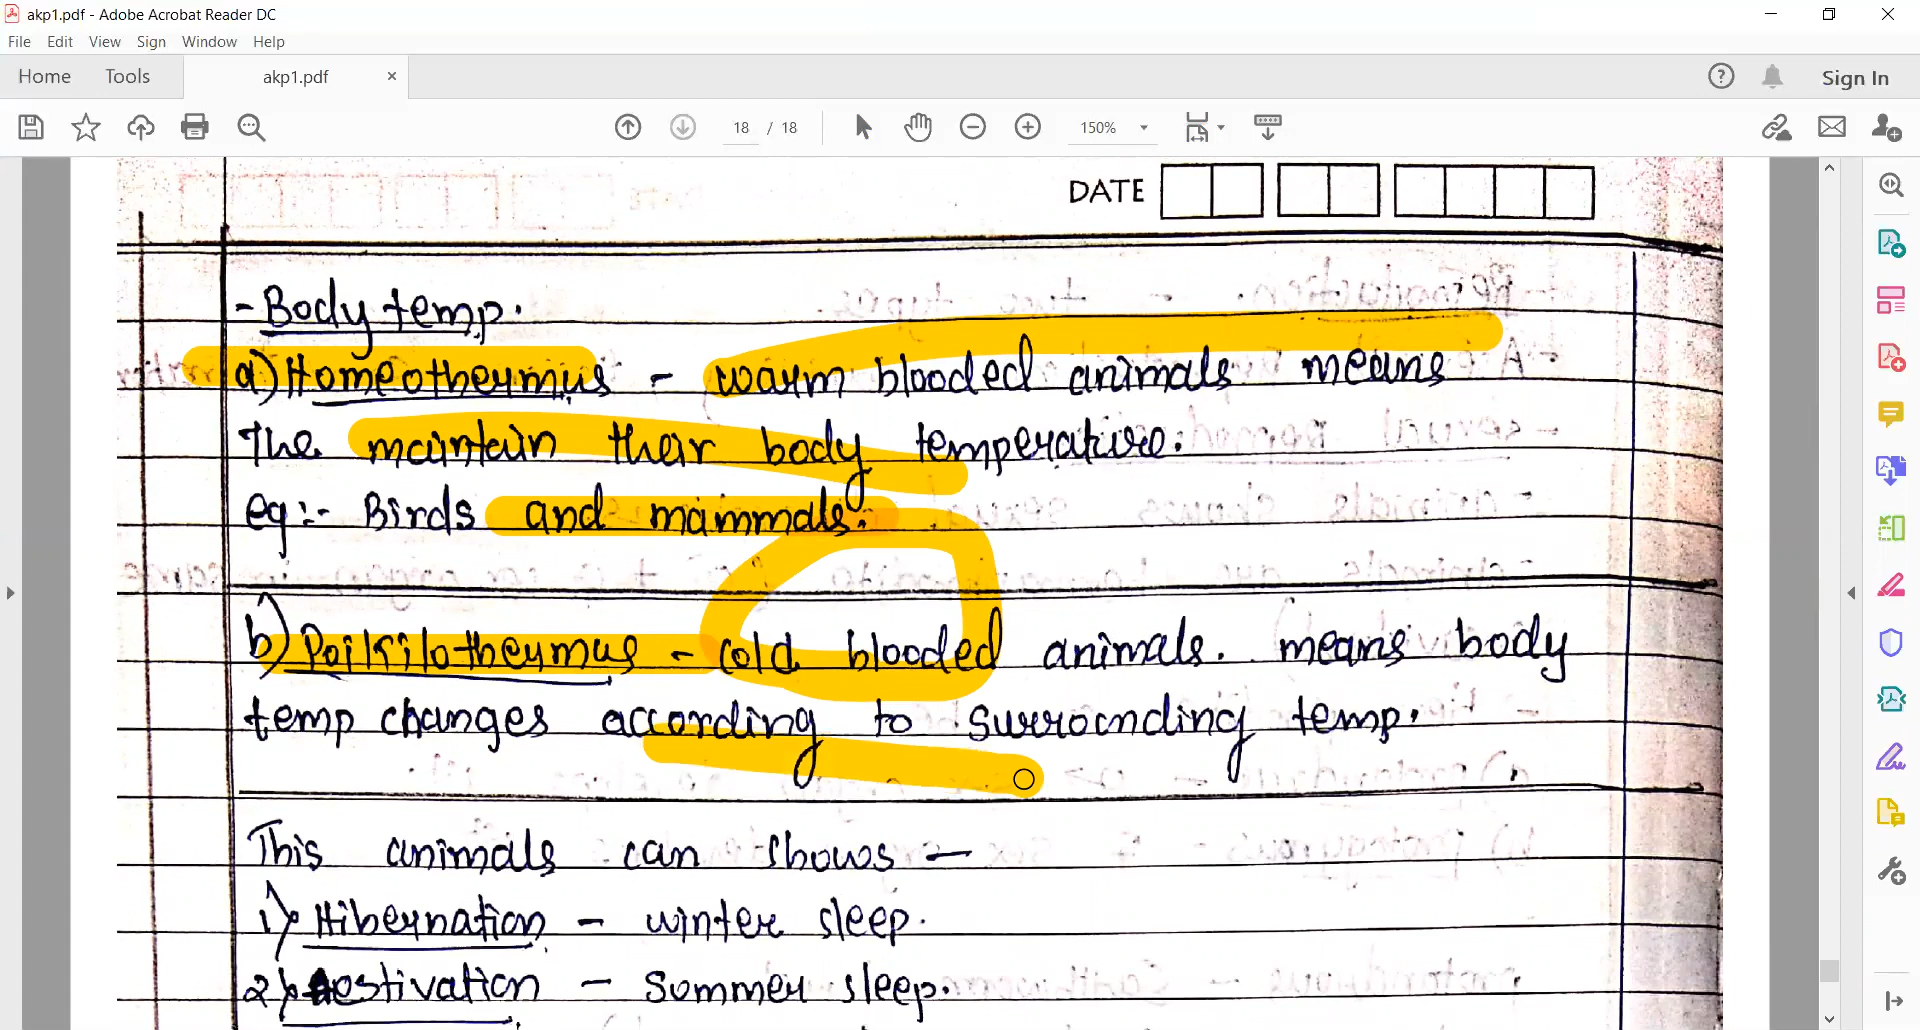 akp1.pdf - Adobe Acrobat Reader DC
File Edit View Sign Window Help
Home Tools akp1.pdf × Sign In
18 / 18 150%
DATE
- Body temp.
a) Homeothermus - warm blooded animals means
The maintain their body temperature.
eg :- Birds and mammals.
b) Poikilothermus - cold blooded animals. means body
temp changes according to surrounding temp.
This animals can shows —
1) Hibernation - winter sleep.
2) Aestivation - Sommer sleep.